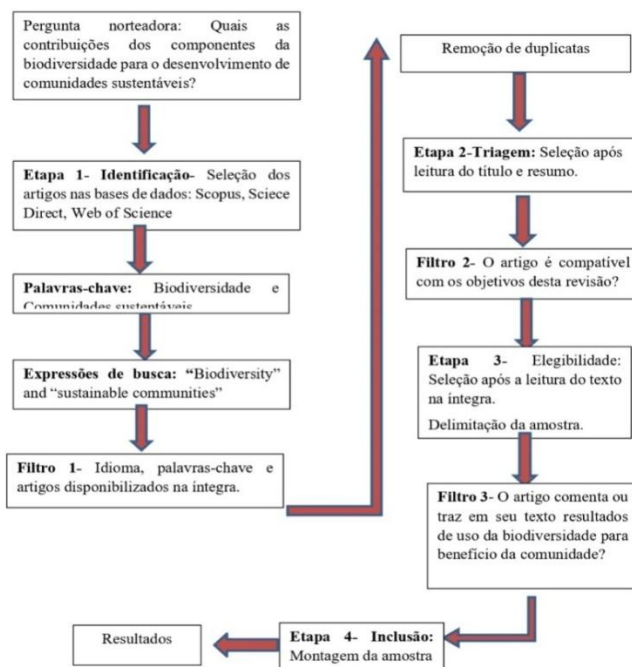 Pergunta norteadora: Quais as
contribuições dos componentes da
biodiversidade para o desenvolvimento de
comunidades sustentáveis?
Etapa 1- Identificação- Seleção dos
artigos nas bases de dados: Scopus, Sciece
Direct, Web of Science
Palavras-chave: Biodiversidade e
Comunidades sustentáveis
Expressões de busca: “Biodiversity”
and “sustainable communities”
Filtro 1- Idioma, palavras-chave e
artigos disponibilizados na íntegra.
Remoção de duplicatas
Etapa 2-Triagem: Seleção após
leitura do título e resumo.
Filtro 2- O artigo é compatível
com os objetivos desta revisão?
Etapa 3- Elegibilidade:
Seleção após a leitura do texto
na íntegra.
Delimitação da amostra.
Filtro 3- O artigo comenta ou
traz em seu texto resultados
de uso da biodiversidade para
benefício da comunidade?
Etapa 4- Inclusão:
Montagem da amostra
Resultados